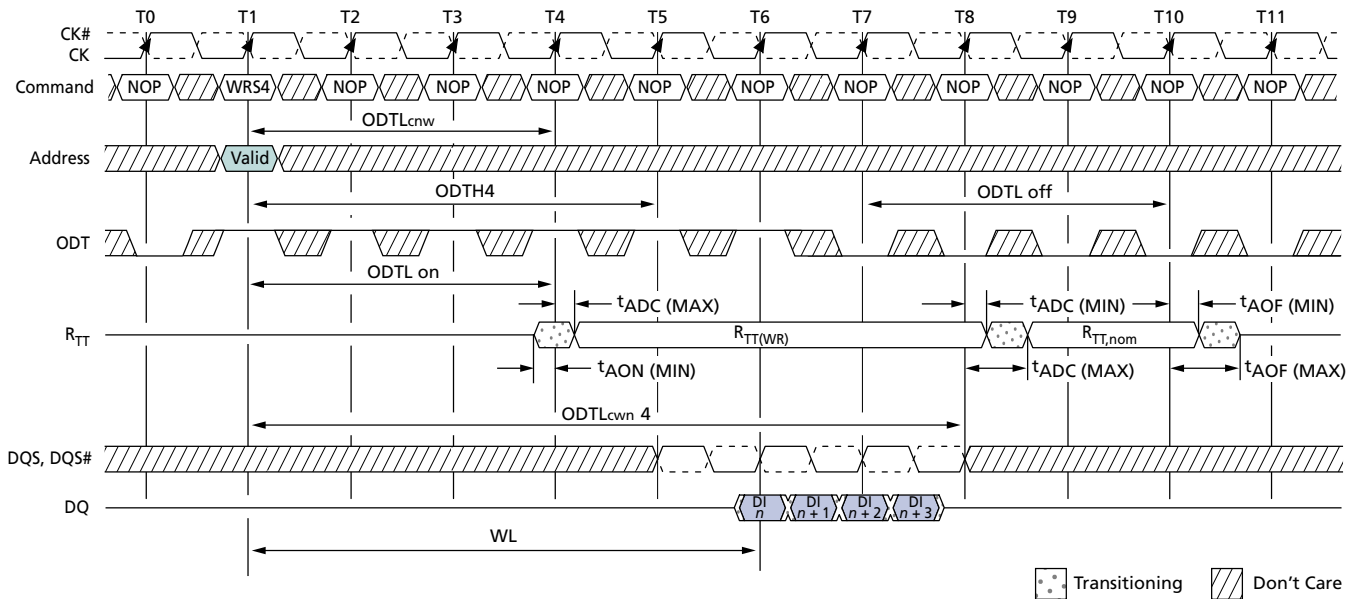 T0 T1 T2 T3 T4 T5 T6 T7 T8 T9 T10 T11
CK#
CK
Command NOP WRS4 NOP NOP NOP NOP NOP NOP NOP NOP NOP NOP
ODTLcnw
Address Valid
ODTH4 ODTL off
ODT
ODTL on
tADC (MAX) tADC (MIN) tAOF (MIN)
RTT RTT(WR) RTT,nom
tAON (MIN) tADC (MAX) tAOF (MAX)
ODTLcwn 4
DQS, DQS#
DQ DI n DI n + 1 DI n + 2 DI n + 3
WL
Transitioning Don't Care